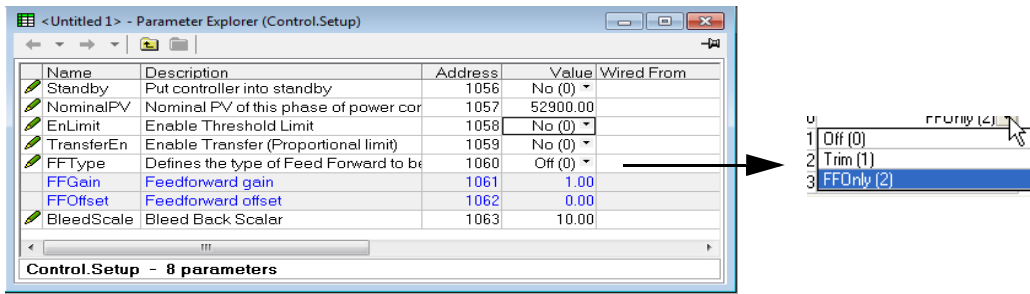 <Untitled 1> - Parameter Explorer (Control.Setup)
Name Description Address Value Wired From
Standby Put controller into standby 1056 No (0)
NominalPV Nominal PV of this phase of power cor 1057 52900.00
EnLimit Enable Threshold Limit 1058 No (0)
TransferEn Enable Transfer (Proportional limit) 1059 No (0)
FFType Defines the type of Feed Forward to be 1060 Off (0)
FFGain Feedforward gain 1061 1.00
FFOffset Feedforward offset 1062 0.00
BleedScale Bleed Back Scalar 1063 10.00
Control.Setup - 8 parameters
0 FFOnly (2)
1 Off (0)
2 Trim (1)
3 FFOnly (2)